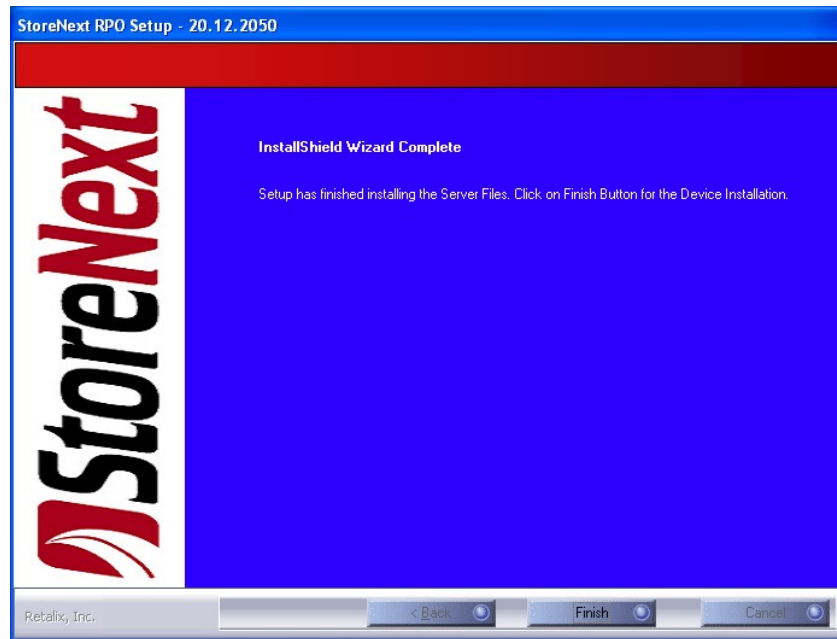 StoreNext RPO Setup - 20.12.2050
StoreNext
InstallShield Wizard Complete
Setup has finished installing the Server Files. Click on Finish Button for the Device Installation.
Retalix, Inc.
< Back
Finish
Cancel